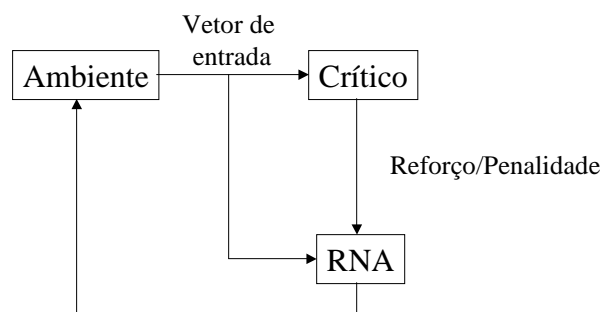 Vetor de
entrada
Ambiente
Crítico
Reforço/Penalidade
RNA